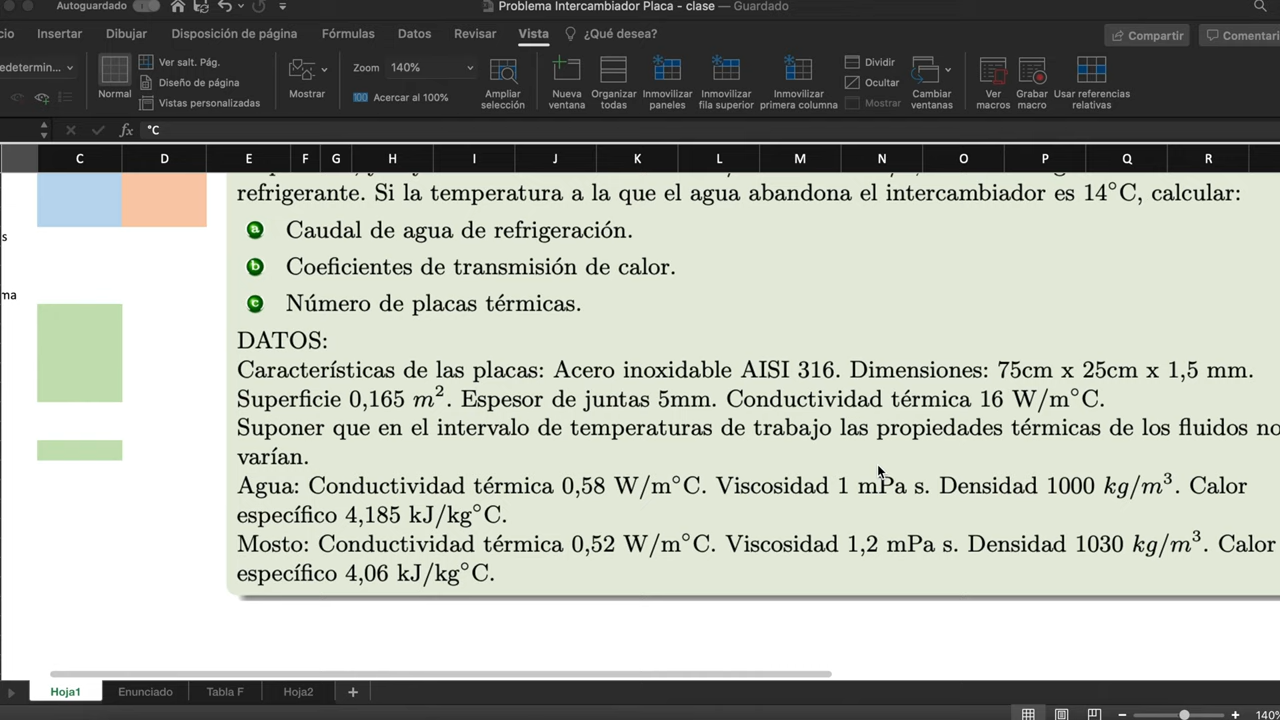 Autoguardado
Problema Intercambiador Placa - clase — Guardado
Insertar Dibujar Disposición de página Fórmulas Datos Revisar Vista ¿Qué desea? Compartir Comentari
edetermin...
Normal
Ver salt. Pág.
Diseño de página
Vistas personalizadas
Mostrar
Zoom 140%
100 Acercar al 100%
Ampliar selección
Nueva ventana
Organizar todas
Inmovilizar paneles
Inmovilizar fila superior
Inmovilizar primera columna
Dividir
Ocultar
Mostrar
Cambiar ventanas
Ver macros
Grabar macro
Usar referencias relativas
fx °C
C D E F G H I J K L M N O P Q R
refrigerante. Si la temperatura a la que el agua abandona el intercambiador es 14°C, calcular:
s
a Caudal de agua de refrigeración.
b Coeficientes de transmisión de calor.
ma
c Número de placas térmicas.
DATOS:
Características de las placas: Acero inoxidable AISI 316. Dimensiones: 75cm x 25cm x 1,5 mm.
Superficie 0,165 m². Espesor de juntas 5mm. Conductividad térmica 16 W/m°C.
Suponer que en el intervalo de temperaturas de trabajo las propiedades térmicas de los fluidos no
varían.
Agua: Conductividad térmica 0,58 W/m°C. Viscosidad 1 mPa s. Densidad 1000 kg/m³. Calor
específico 4,185 kJ/kg°C.
Mosto: Conductividad térmica 0,52 W/m°C. Viscosidad 1,2 mPa s. Densidad 1030 kg/m³. Calor
específico 4,06 kJ/kg°C.
Hoja1 Enunciado Tabla F Hoja2 +
140%